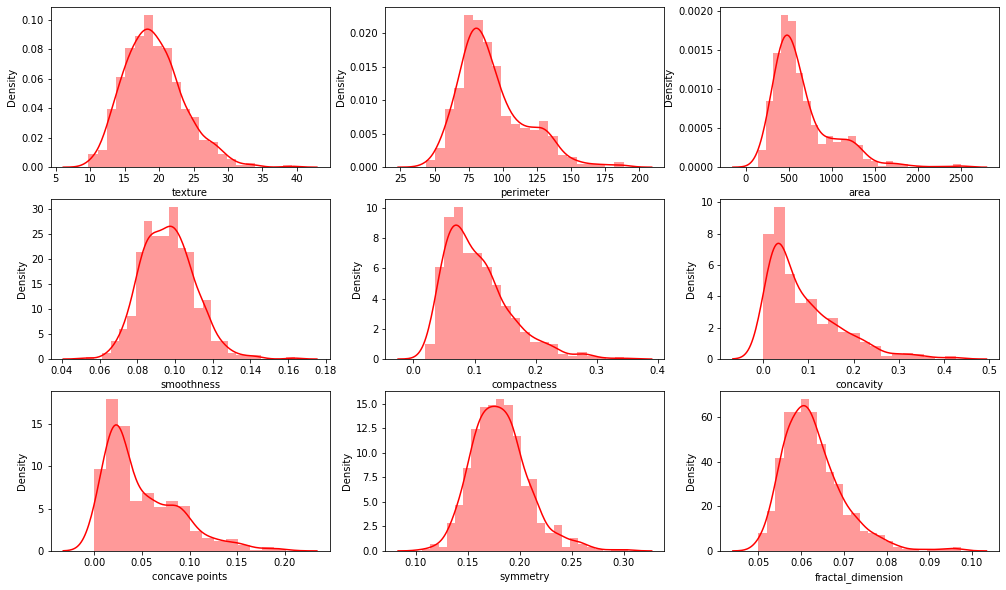 Density
0.10
0.08
0.06
0.04
0.02
0.00
5 10 15 20 25 30 35 40
texture
Density
0.020
0.015
0.010
0.005
0.000
25 50 75 100 125 150 175 200
perimeter
Density
0.0020
0.0015
0.0010
0.0005
0.0000
0 500 1000 1500 2000 2500
area
Density
30
25
20
15
10
5
0
0.04 0.06 0.08 0.10 0.12 0.14 0.16 0.18
smoothness
Density
10
8
6
4
2
0
0.0 0.1 0.2 0.3 0.4
compactness
Density
10
8
6
4
2
0
0.0 0.1 0.2 0.3 0.4 0.5
concavity
Density
15
10
5
0
0.00 0.05 0.10 0.15 0.20
concave points
Density
15.0
12.5
10.0
7.5
5.0
2.5
0.0
0.10 0.15 0.20 0.25 0.30
symmetry
Density
60
40
20
0
0.05 0.06 0.07 0.08 0.09 0.10
fractal_dimension